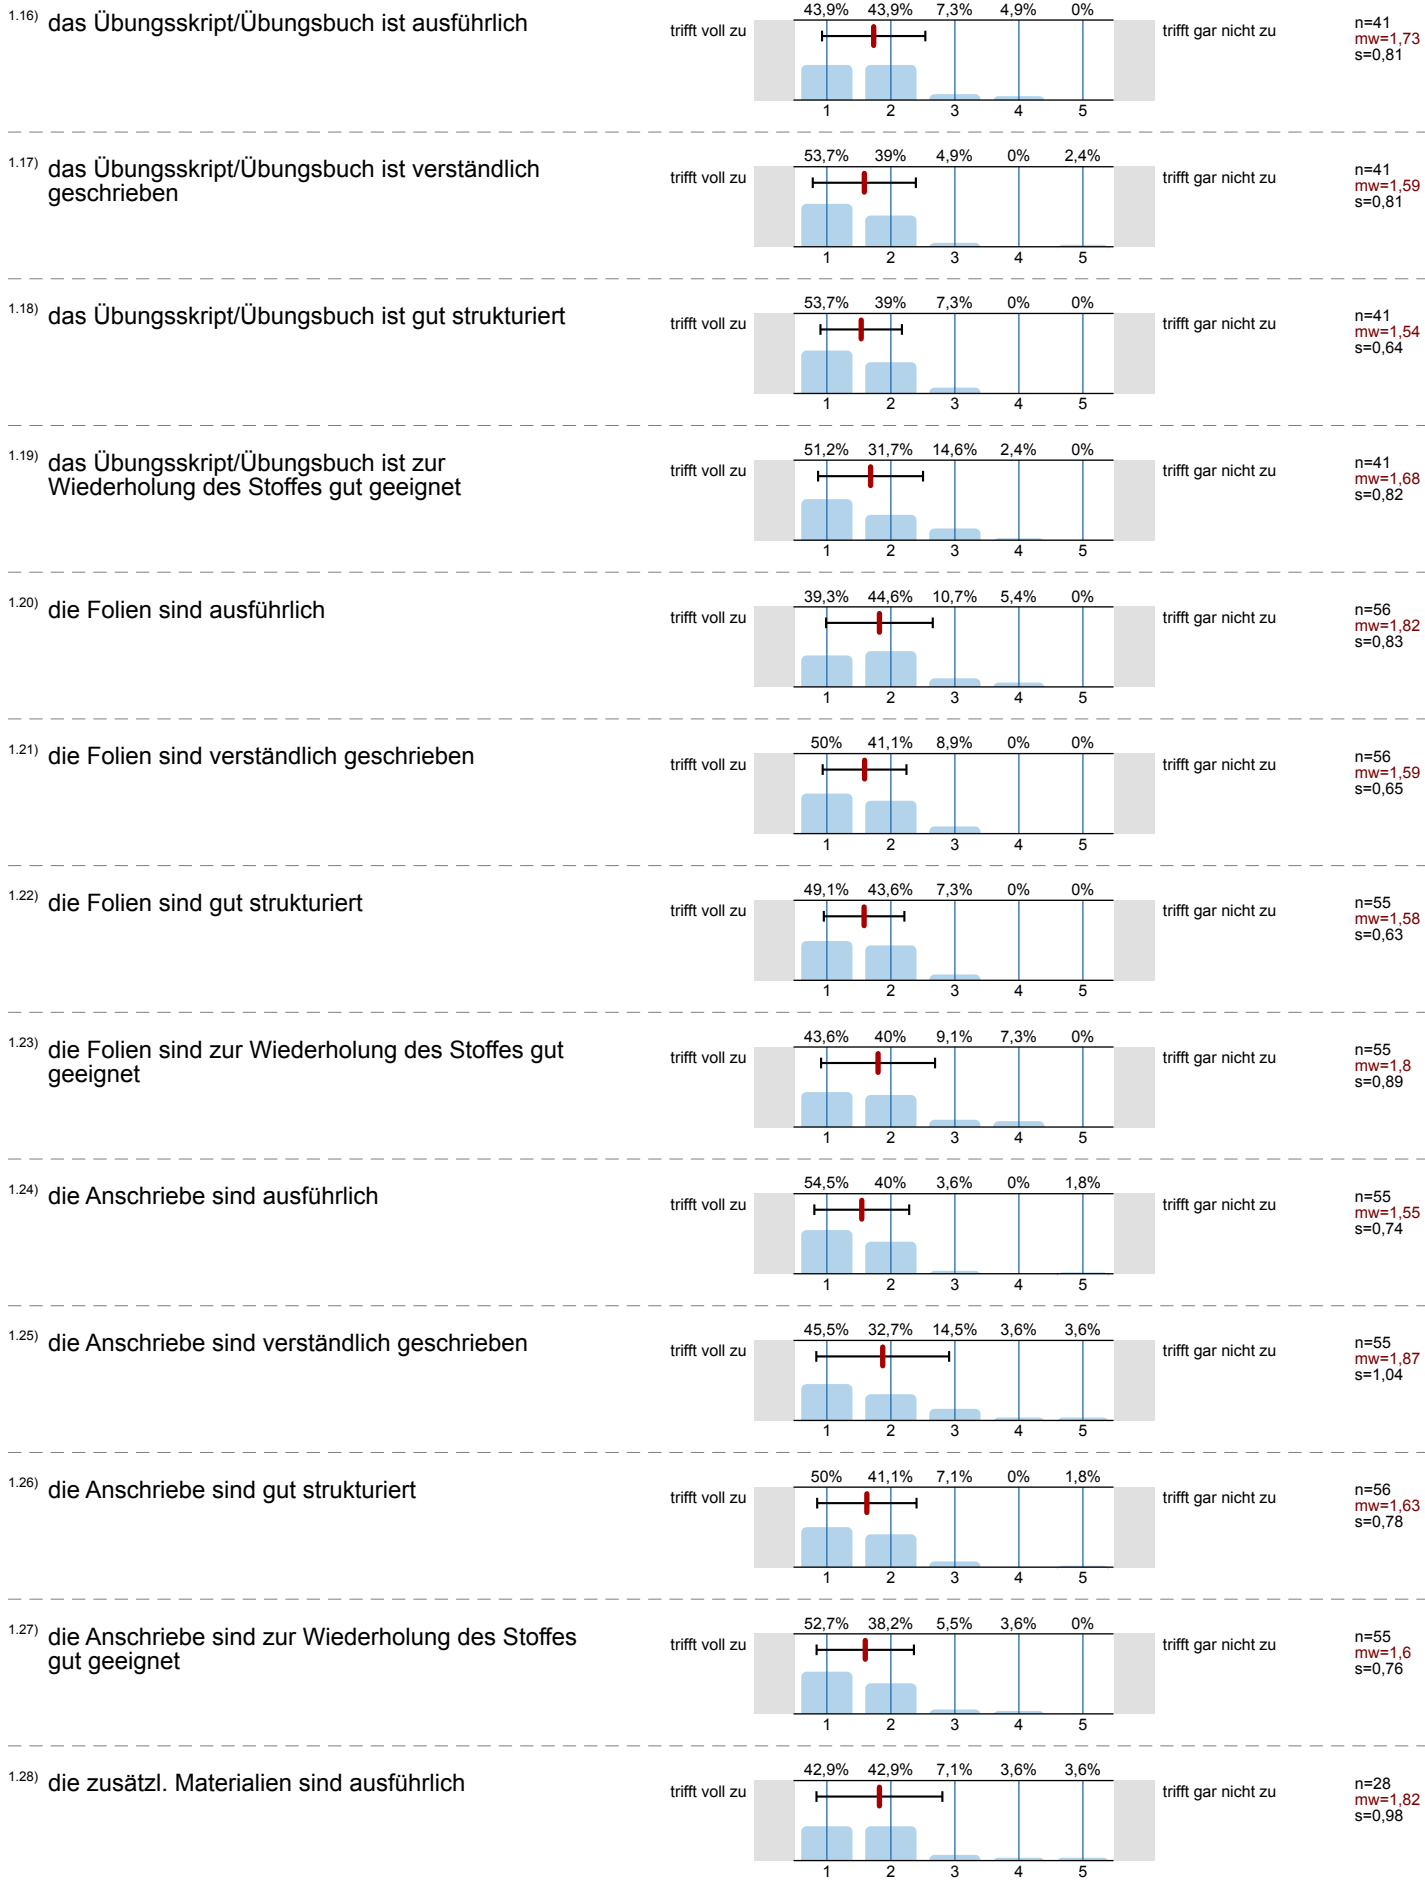 1.16) das Übungsskript/Übungsbuch ist ausführlich
trifft voll zu
43,9% 43,9% 7,3% 4,9% 0%
1 2 3 4 5
trifft gar nicht zu
n=41
mw=1,73
s=0,81
1.17) das Übungsskript/Übungsbuch ist verständlich
geschrieben
trifft voll zu
53,7% 39% 4,9% 0% 2,4%
1 2 3 4 5
trifft gar nicht zu
n=41
mw=1,59
s=0,81
1.18) das Übungsskript/Übungsbuch ist gut strukturiert
trifft voll zu
53,7% 39% 7,3% 0% 0%
1 2 3 4 5
trifft gar nicht zu
n=41
mw=1,54
s=0,64
1.19) das Übungsskript/Übungsbuch ist zur
Wiederholung des Stoffes gut geeignet
trifft voll zu
51,2% 31,7% 14,6% 2,4% 0%
1 2 3 4 5
trifft gar nicht zu
n=41
mw=1,68
s=0,82
1.20) die Folien sind ausführlich
trifft voll zu
39,3% 44,6% 10,7% 5,4% 0%
1 2 3 4 5
trifft gar nicht zu
n=56
mw=1,82
s=0,83
1.21) die Folien sind verständlich geschrieben
trifft voll zu
50% 41,1% 8,9% 0% 0%
1 2 3 4 5
trifft gar nicht zu
n=56
mw=1,59
s=0,65
1.22) die Folien sind gut strukturiert
trifft voll zu
49,1% 43,6% 7,3% 0% 0%
1 2 3 4 5
trifft gar nicht zu
n=55
mw=1,58
s=0,63
1.23) die Folien sind zur Wiederholung des Stoffes gut
geeignet
trifft voll zu
43,6% 40% 9,1% 7,3% 0%
1 2 3 4 5
trifft gar nicht zu
n=55
mw=1,8
s=0,89
1.24) die Anschriebe sind ausführlich
trifft voll zu
54,5% 40% 3,6% 0% 1,8%
1 2 3 4 5
trifft gar nicht zu
n=55
mw=1,55
s=0,74
1.25) die Anschriebe sind verständlich geschrieben
trifft voll zu
45,5% 32,7% 14,5% 3,6% 3,6%
1 2 3 4 5
trifft gar nicht zu
n=55
mw=1,87
s=1,04
1.26) die Anschriebe sind gut strukturiert
trifft voll zu
50% 41,1% 7,1% 0% 1,8%
1 2 3 4 5
trifft gar nicht zu
n=56
mw=1,63
s=0,78
1.27) die Anschriebe sind zur Wiederholung des Stoffes
gut geeignet
trifft voll zu
52,7% 38,2% 5,5% 3,6% 0%
1 2 3 4 5
trifft gar nicht zu
n=55
mw=1,6
s=0,76
1.28) die zusätzl. Materialien sind ausführlich
trifft voll zu
42,9% 42,9% 7,1% 3,6% 3,6%
1 2 3 4 5
trifft gar nicht zu
n=28
mw=1,82
s=0,98